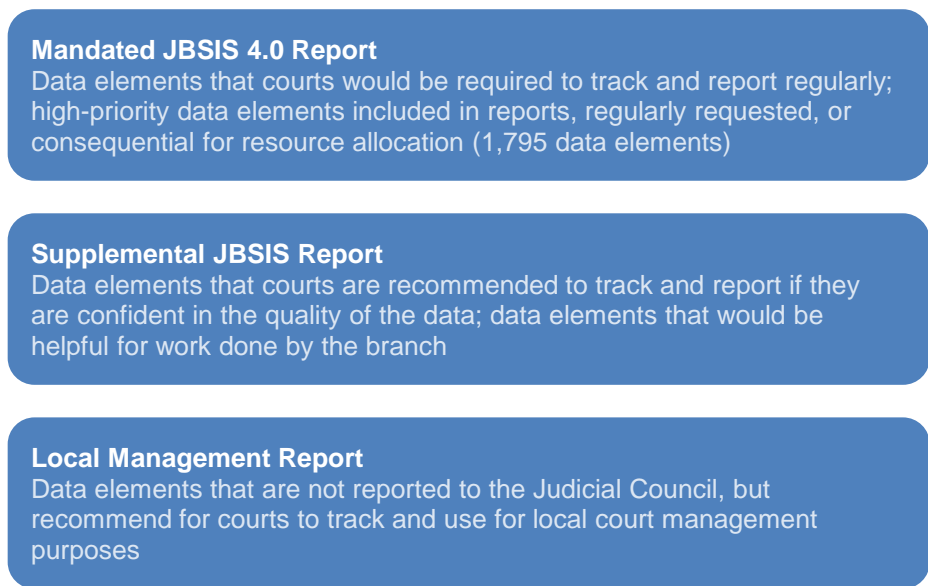 Mandated JBSIS 4.0 Report
Data elements that courts would be required to track and report regularly;
high-priority data elements included in reports, regularly requested, or
consequential for resource allocation (1,795 data elements)
Supplemental JBSIS Report
Data elements that courts are recommended to track and report if they
are confident in the quality of the data; data elements that would be
helpful for work done by the branch
Local Management Report
Data elements that are not reported to the Judicial Council, but
recommend for courts to track and use for local court management
purposes